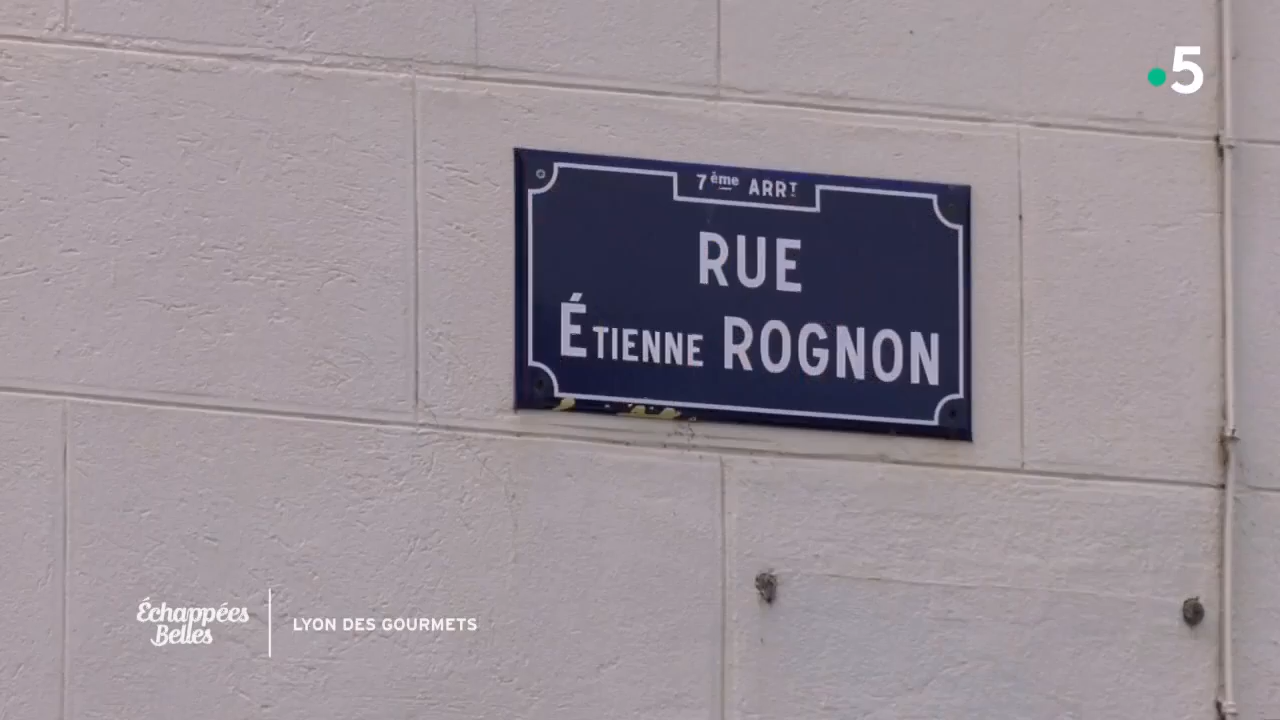 5
7ème ARRT
RUE
ÉTIENNE ROGNON
Échappées
Belles
LYON DES GOURMETS